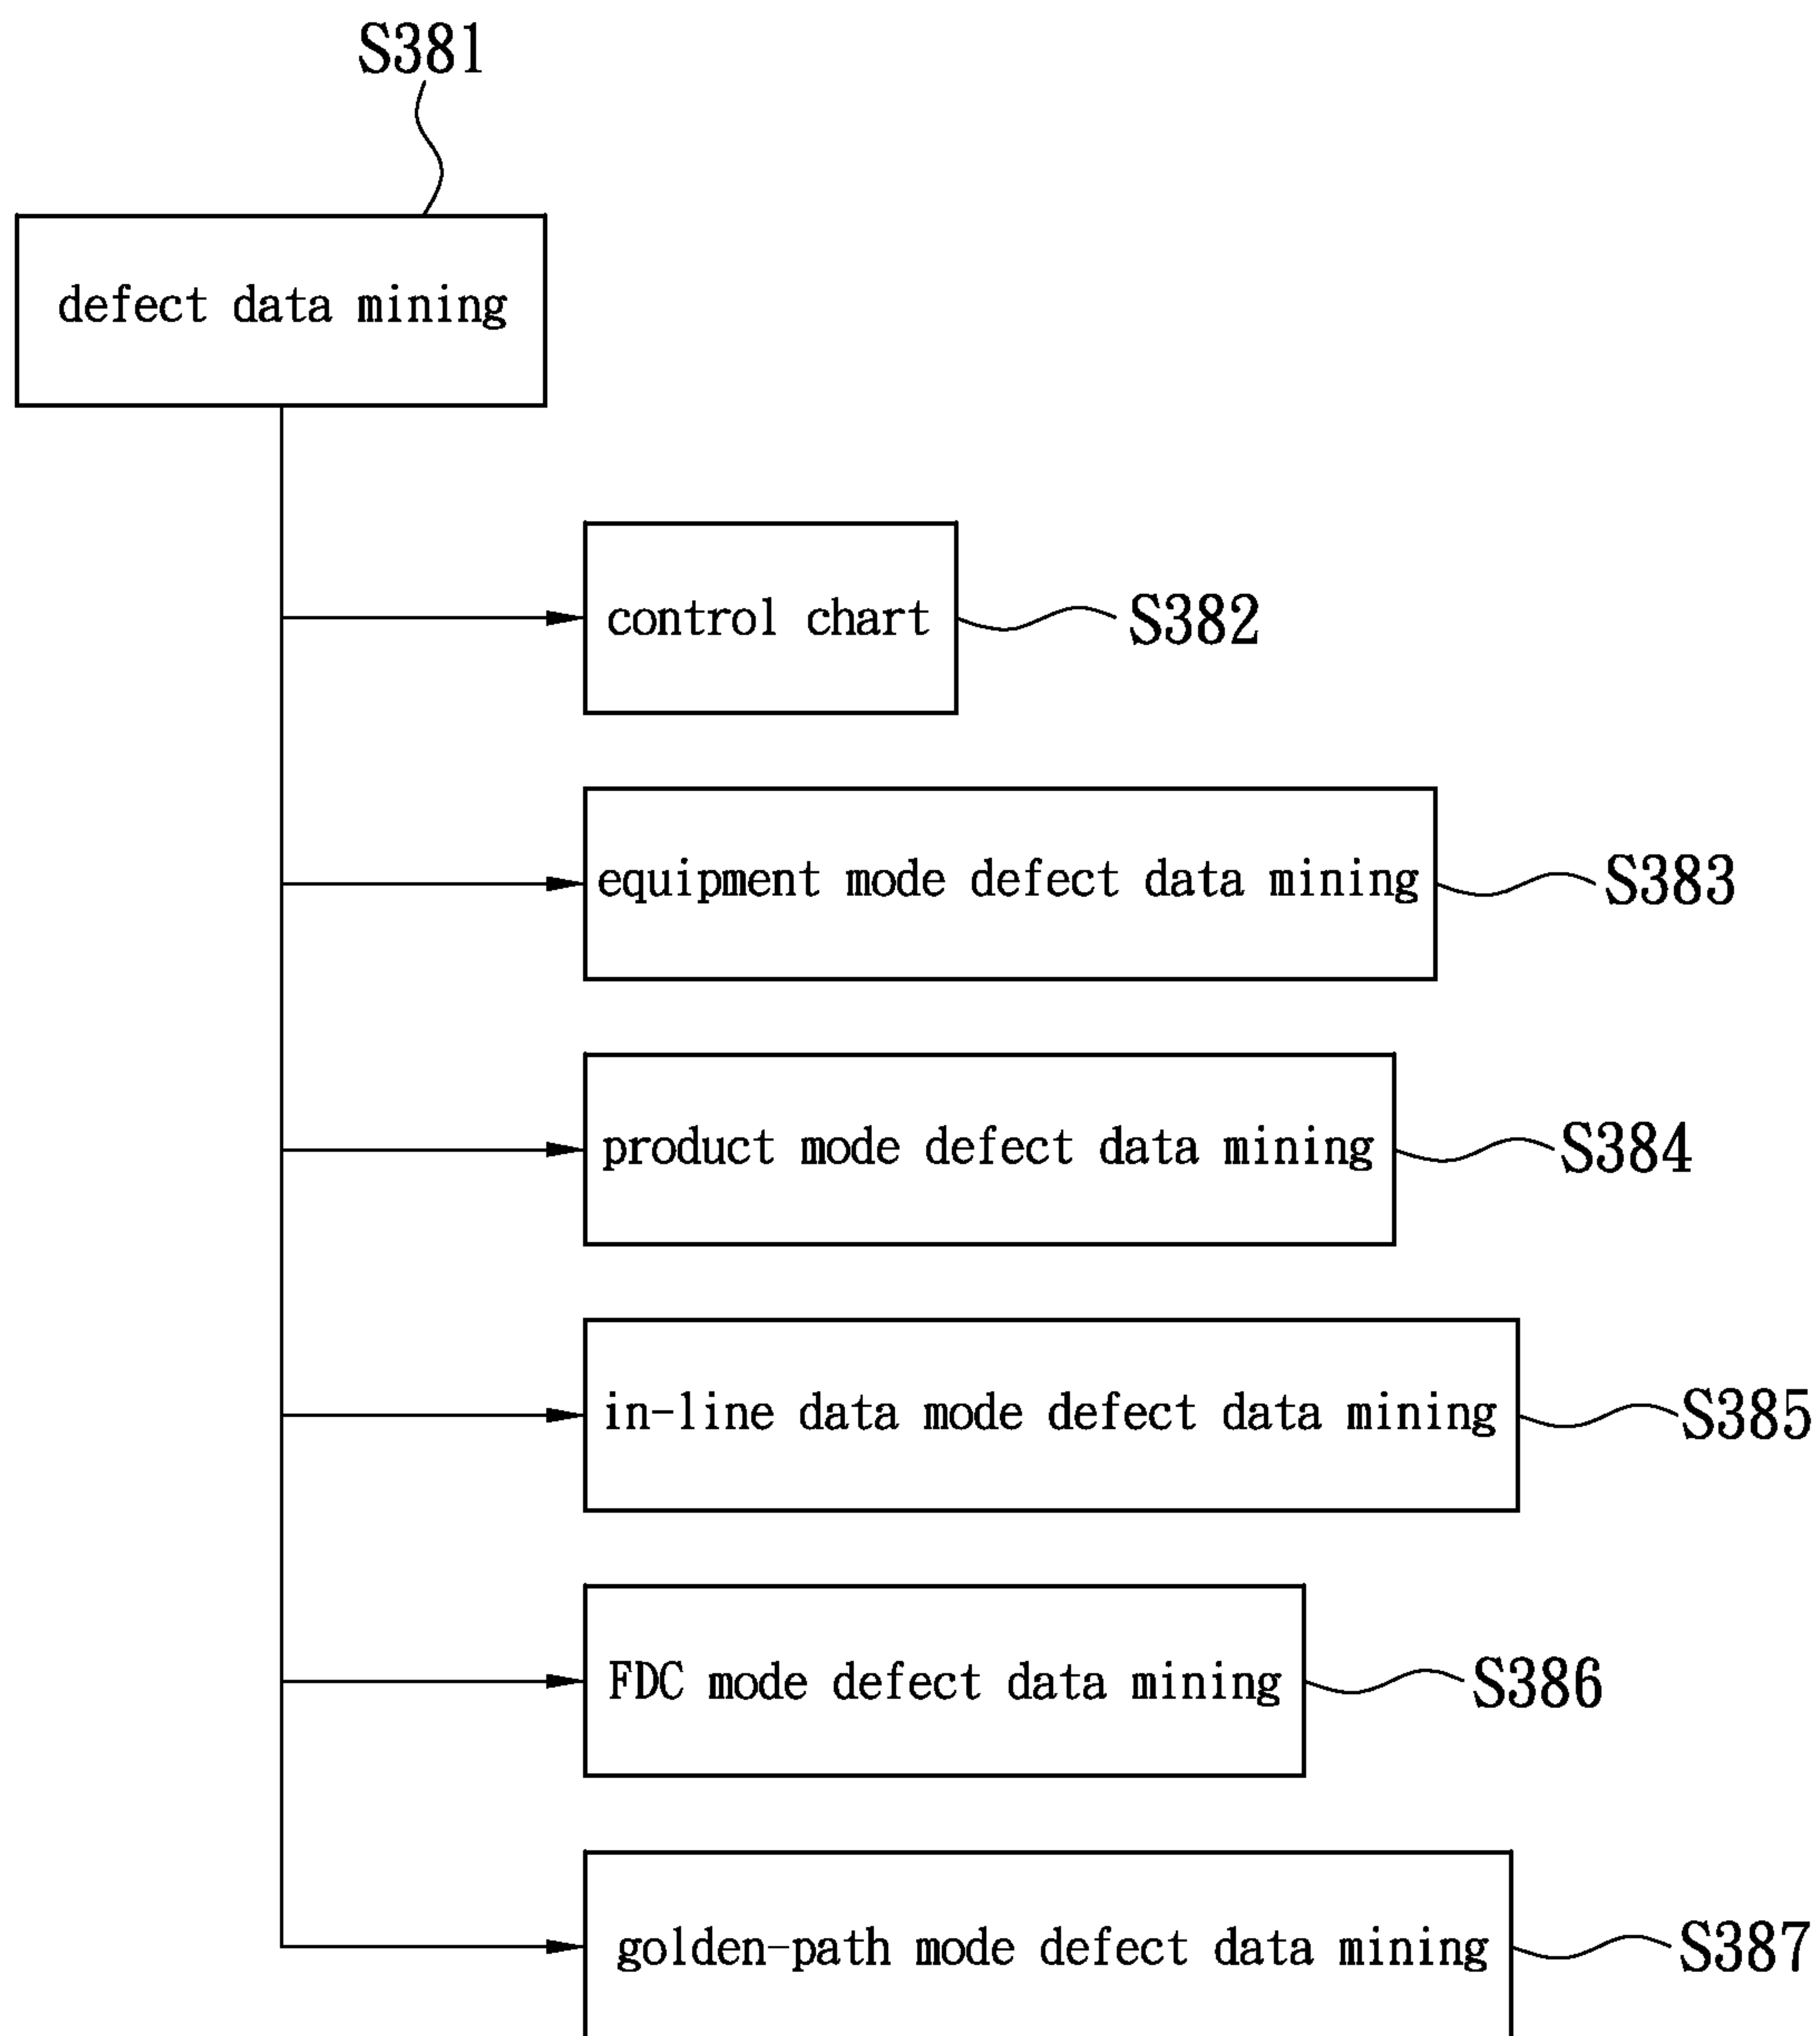 S381
defect data mining
control chart
S382
equipment mode defect data mining
S383
product mode defect data mining
S384
in-line data mode defect data mining
S385
FDC mode defect data mining
S386
golden-path mode defect data mining
S387